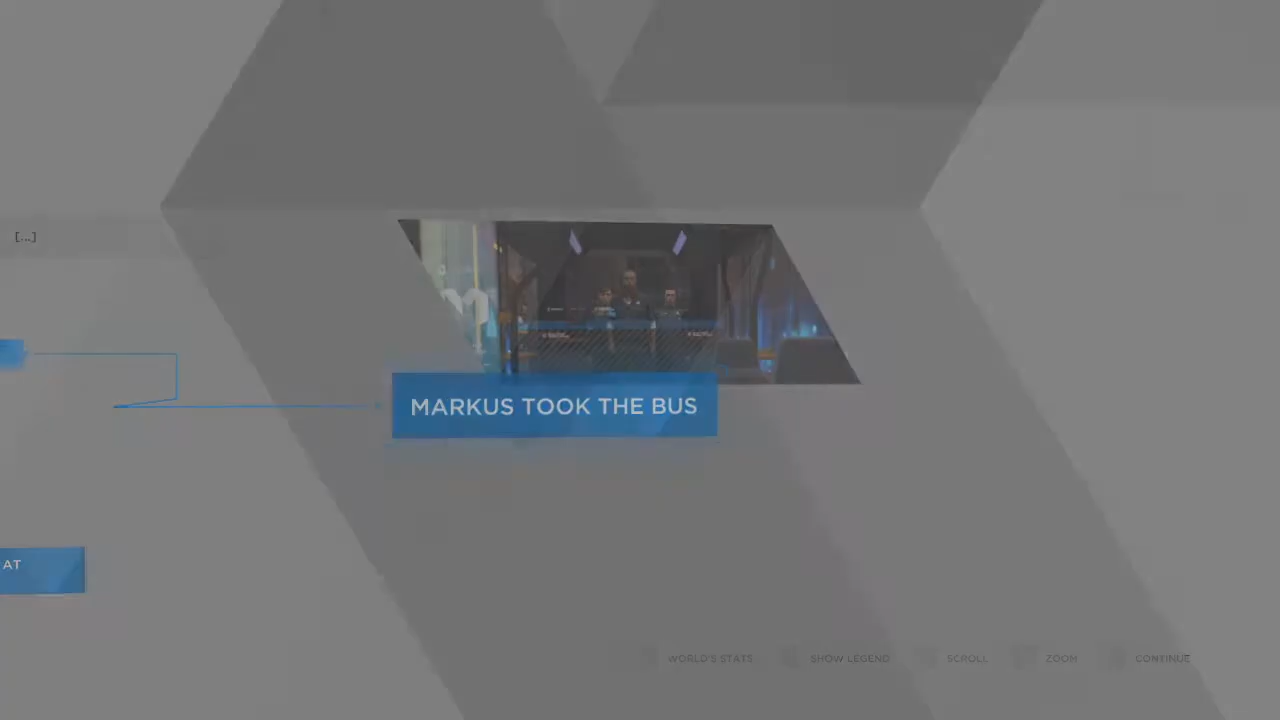 [...]
MARKUS TOOK THE BUS
AT
WORLD'S STATS
SHOW LEGEND
SCROLL
ZOOM
CONTINUE